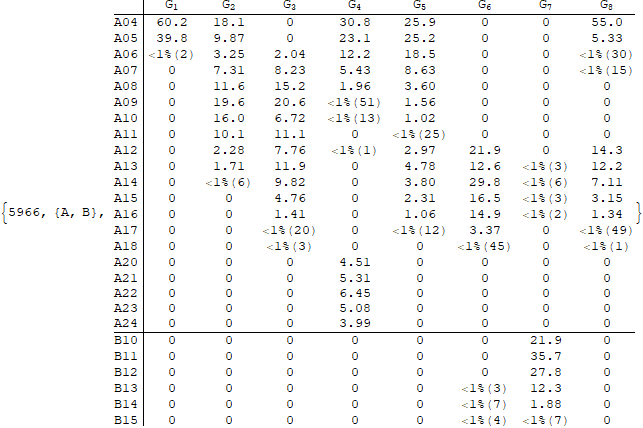 G1 G2 G3 G4 G5 G6 G7 G8
A04 60.2 18.1 0 30.8 25.9 0 0 55.0
A05 39.8 9.87 0 23.1 25.2 0 0 5.33
A06 <1%(2) 3.25 2.04 12.2 18.5 0 0 <1%(30)
A07 0 7.31 8.23 5.43 8.63 0 0 <1%(15)
A08 0 11.6 15.2 1.96 3.60 0 0 0
A09 0 19.6 20.6 <1%(51) 1.56 0 0 0
A10 0 16.0 6.72 <1%(13) 1.02 0 0 0
A11 0 10.1 11.1 0 <1%(25) 0 0 0
A12 0 2.28 7.76 <1%(1) 2.97 21.9 0 14.3
A13 0 1.71 11.9 0 4.78 12.6 <1%(3) 12.2
A14 0 <1%(6) 9.82 0 3.80 29.8 <1%(6) 7.11
A15 0 0 4.76 0 2.31 16.5 <1%(3) 3.15
{5966, {A, B}, A16 0 0 1.41 0 1.06 14.9 <1%(2) 1.34 }
A17 0 0 <1%(20) 0 <1%(12) 3.37 0 <1%(49)
A18 0 0 <1%(3) 0 0 <1%(45) 0 <1%(1)
A20 0 0 0 4.51 0 0 0 0
A21 0 0 0 5.31 0 0 0 0
A22 0 0 0 6.45 0 0 0 0
A23 0 0 0 5.08 0 0 0 0
A24 0 0 0 3.99 0 0 0 0
B10 0 0 0 0 0 0 21.9 0
B11 0 0 0 0 0 0 35.7 0
B12 0 0 0 0 0 0 27.8 0
B13 0 0 0 0 0 <1%(3) 12.3 0
B14 0 0 0 0 0 <1%(7) 1.88 0
B15 0 0 0 0 0 <1%(4) <1%(7) 0